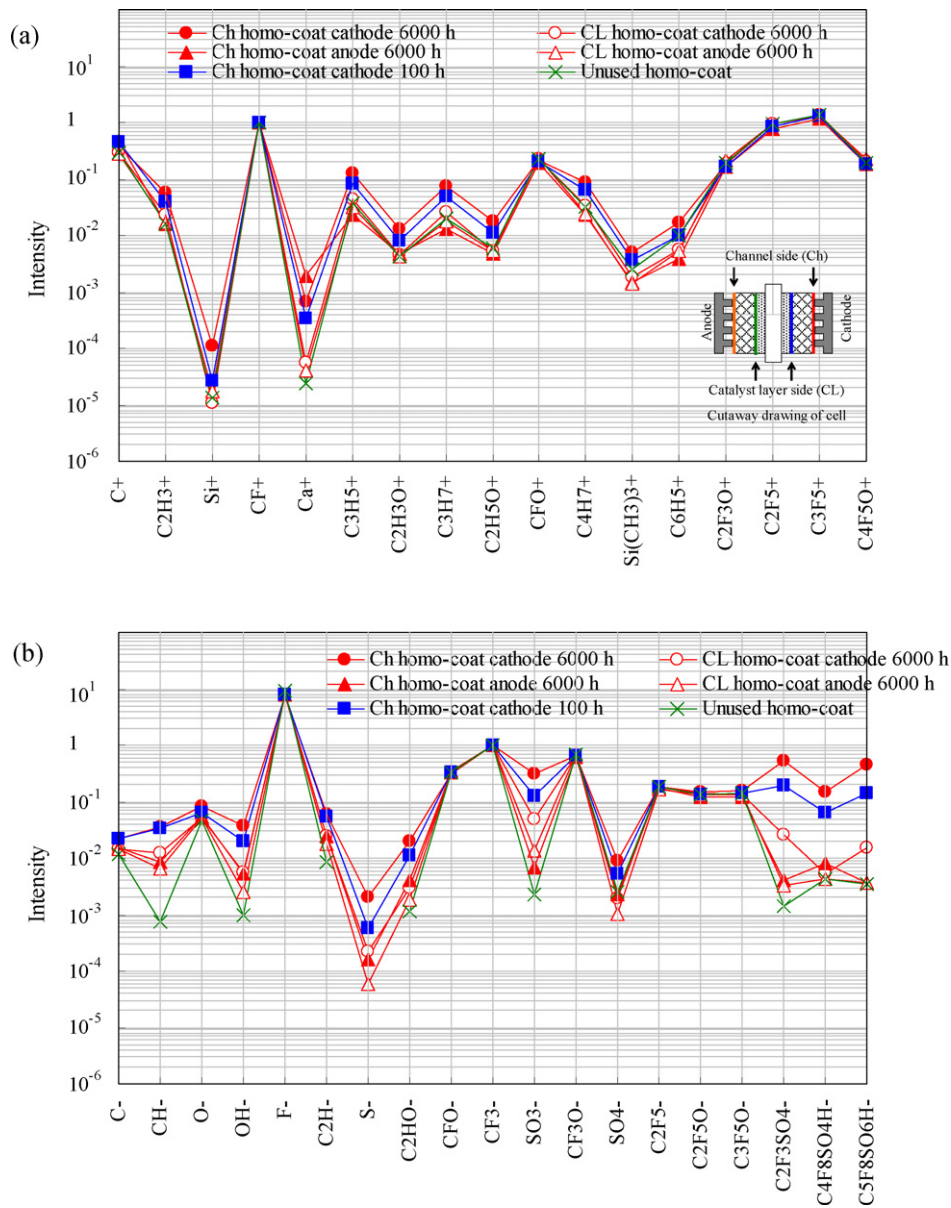 (a)
Ch homo-coat cathode 6000 h
CL homo-coat cathode 6000 h
Ch homo-coat anode 6000 h
CL homo-coat anode 6000 h
Ch homo-coat cathode 100 h
Unused homo-coat
10^1
1
10^-1
10^-2
10^-3
10^-4
10^-5
10^-6
Intensity
Channel side (Ch)
Anode
Cathode
Catalyst layer side (CL)
Cutaway drawing of cell
C+
C2H3+
Si+
CF+
Ca+
C3H5+
C2H3O+
C3H7+
C2H5O+
CFO+
C4H7+
Si(CH3)3+
C6H5+
C2F3O+
C2F5+
C3F5+
C4F5O+
(b)
Ch homo-coat cathode 6000 h
CL homo-coat cathode 6000 h
Ch homo-coat anode 6000 h
CL homo-coat anode 6000 h
Ch homo-coat cathode 100 h
Unused homo-coat
10^1
1
10^-1
10^-2
10^-3
10^-4
10^-5
10^-6
Intensity
C-
CH-
O-
OH-
F-
C2H-
S-
C2HO-
CFO-
CF3-
SO3-
CF3O-
SO4-
C2F5-
C2F5O-
C3F5O-
C2F3SO4-
C4F8SO4H-
C5F8SO6H-